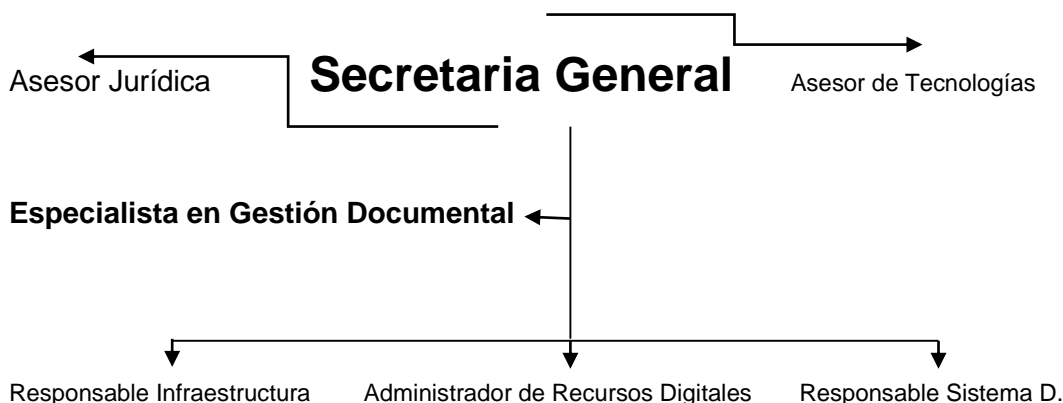 Asesor Jurídica Secretaria General Asesor de Tecnologías
Especialista en Gestión Documental
Responsable Infraestructura Administrador de Recursos Digitales Responsable Sistema D.